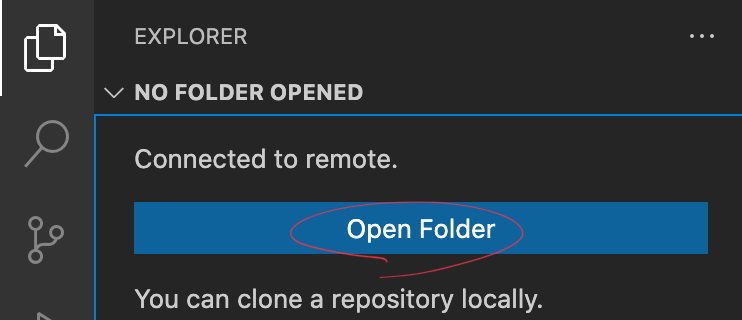 EXPLORER
NO FOLDER OPENED
Connected to remote.
Open Folder
You can clone a repository locally.